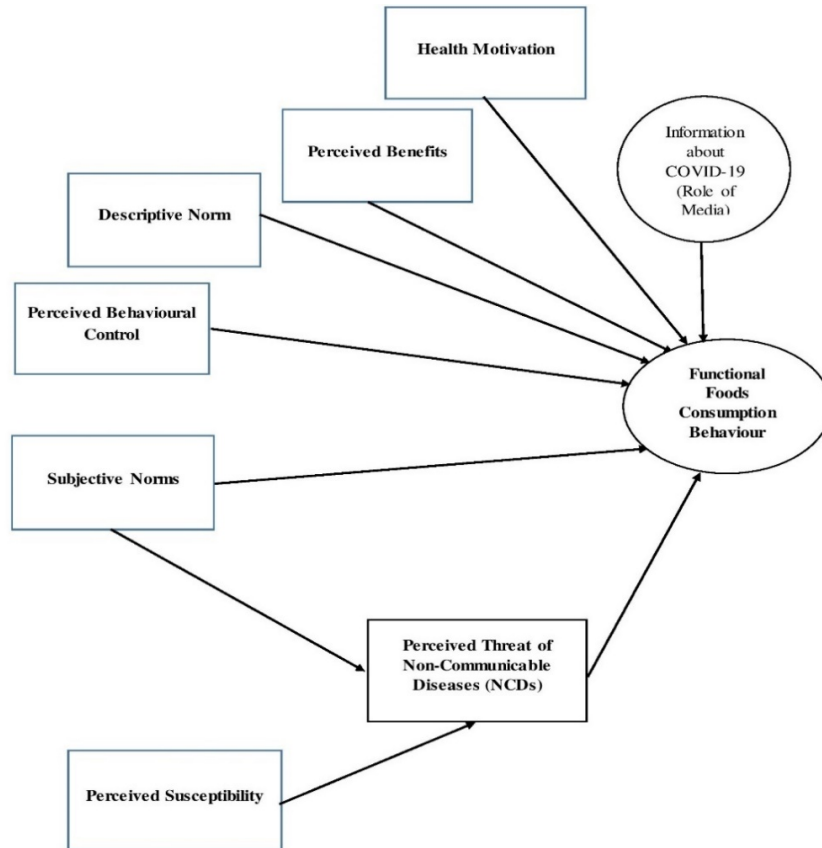 Health Motivation
Information
about
COVID-19
(Role of
Media)
Perceived Benefits
Descriptive Norm
Perceived Behavioural
Control
Functional
Foods
Consumption
Behaviour
Subjective Norms
Perceived Threat of
Non-Communicable
Diseases (NCDs)
Perceived Susceptibility